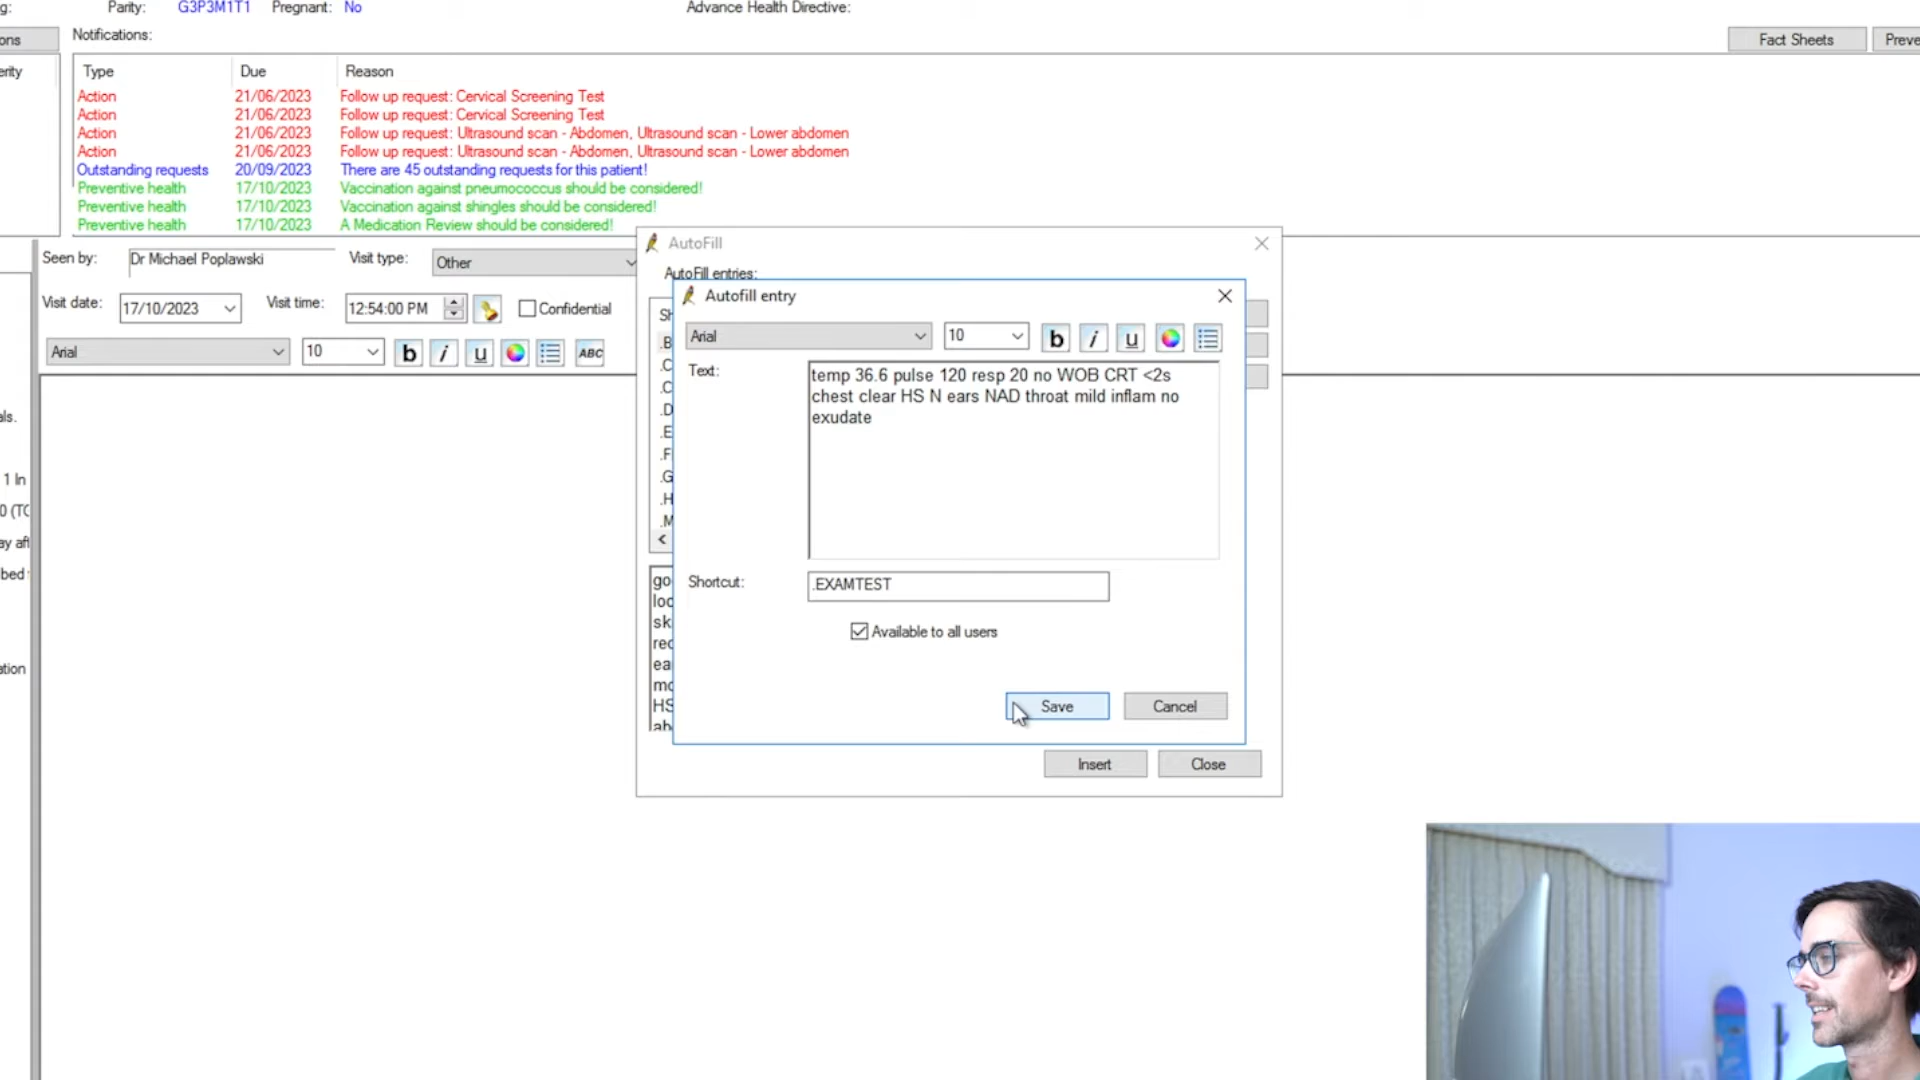 Parity: G3P3M1T1 Pregnant: No Advance Health Directive:
Notifications: Fact Sheets
Type Due Reason
Action 21/06/2023 Follow up request: Cervical Screening Test
Action 21/06/2023 Follow up request: Cervical Screening Test
Action 21/06/2023 Follow up request: Ultrasound scan - Abdomen, Ultrasound scan - Lower abdomen
Action 21/06/2023 Follow up request: Ultrasound scan - Abdomen, Ultrasound scan - Lower abdomen
Outstanding requests 20/09/2023 There are 45 outstanding requests for this patient!
Preventive health 17/10/2023 Vaccination against pneumococcus should be considered!
Preventive health 17/10/2023 Vaccination against shingles should be considered!
Preventive health 17/10/2023 A Medication Review should be considered!
Seen by: Dr Michael Poplawski Visit type: Other
Visit date: 17/10/2023 Visit time: 12:54:00 PM Confidential
Arial 10 b i u ABC
AutoFill
AutoFill entries:
Autofill entry
Arial 10 b i u
Text: temp 36.6 pulse 120 resp 20 no WOB CRT <2s
chest clear HS N ears NAD throat mild inflam no
exudate
Shortcut: .EXAMTEST
Available to all users
Save Cancel
Insert Close